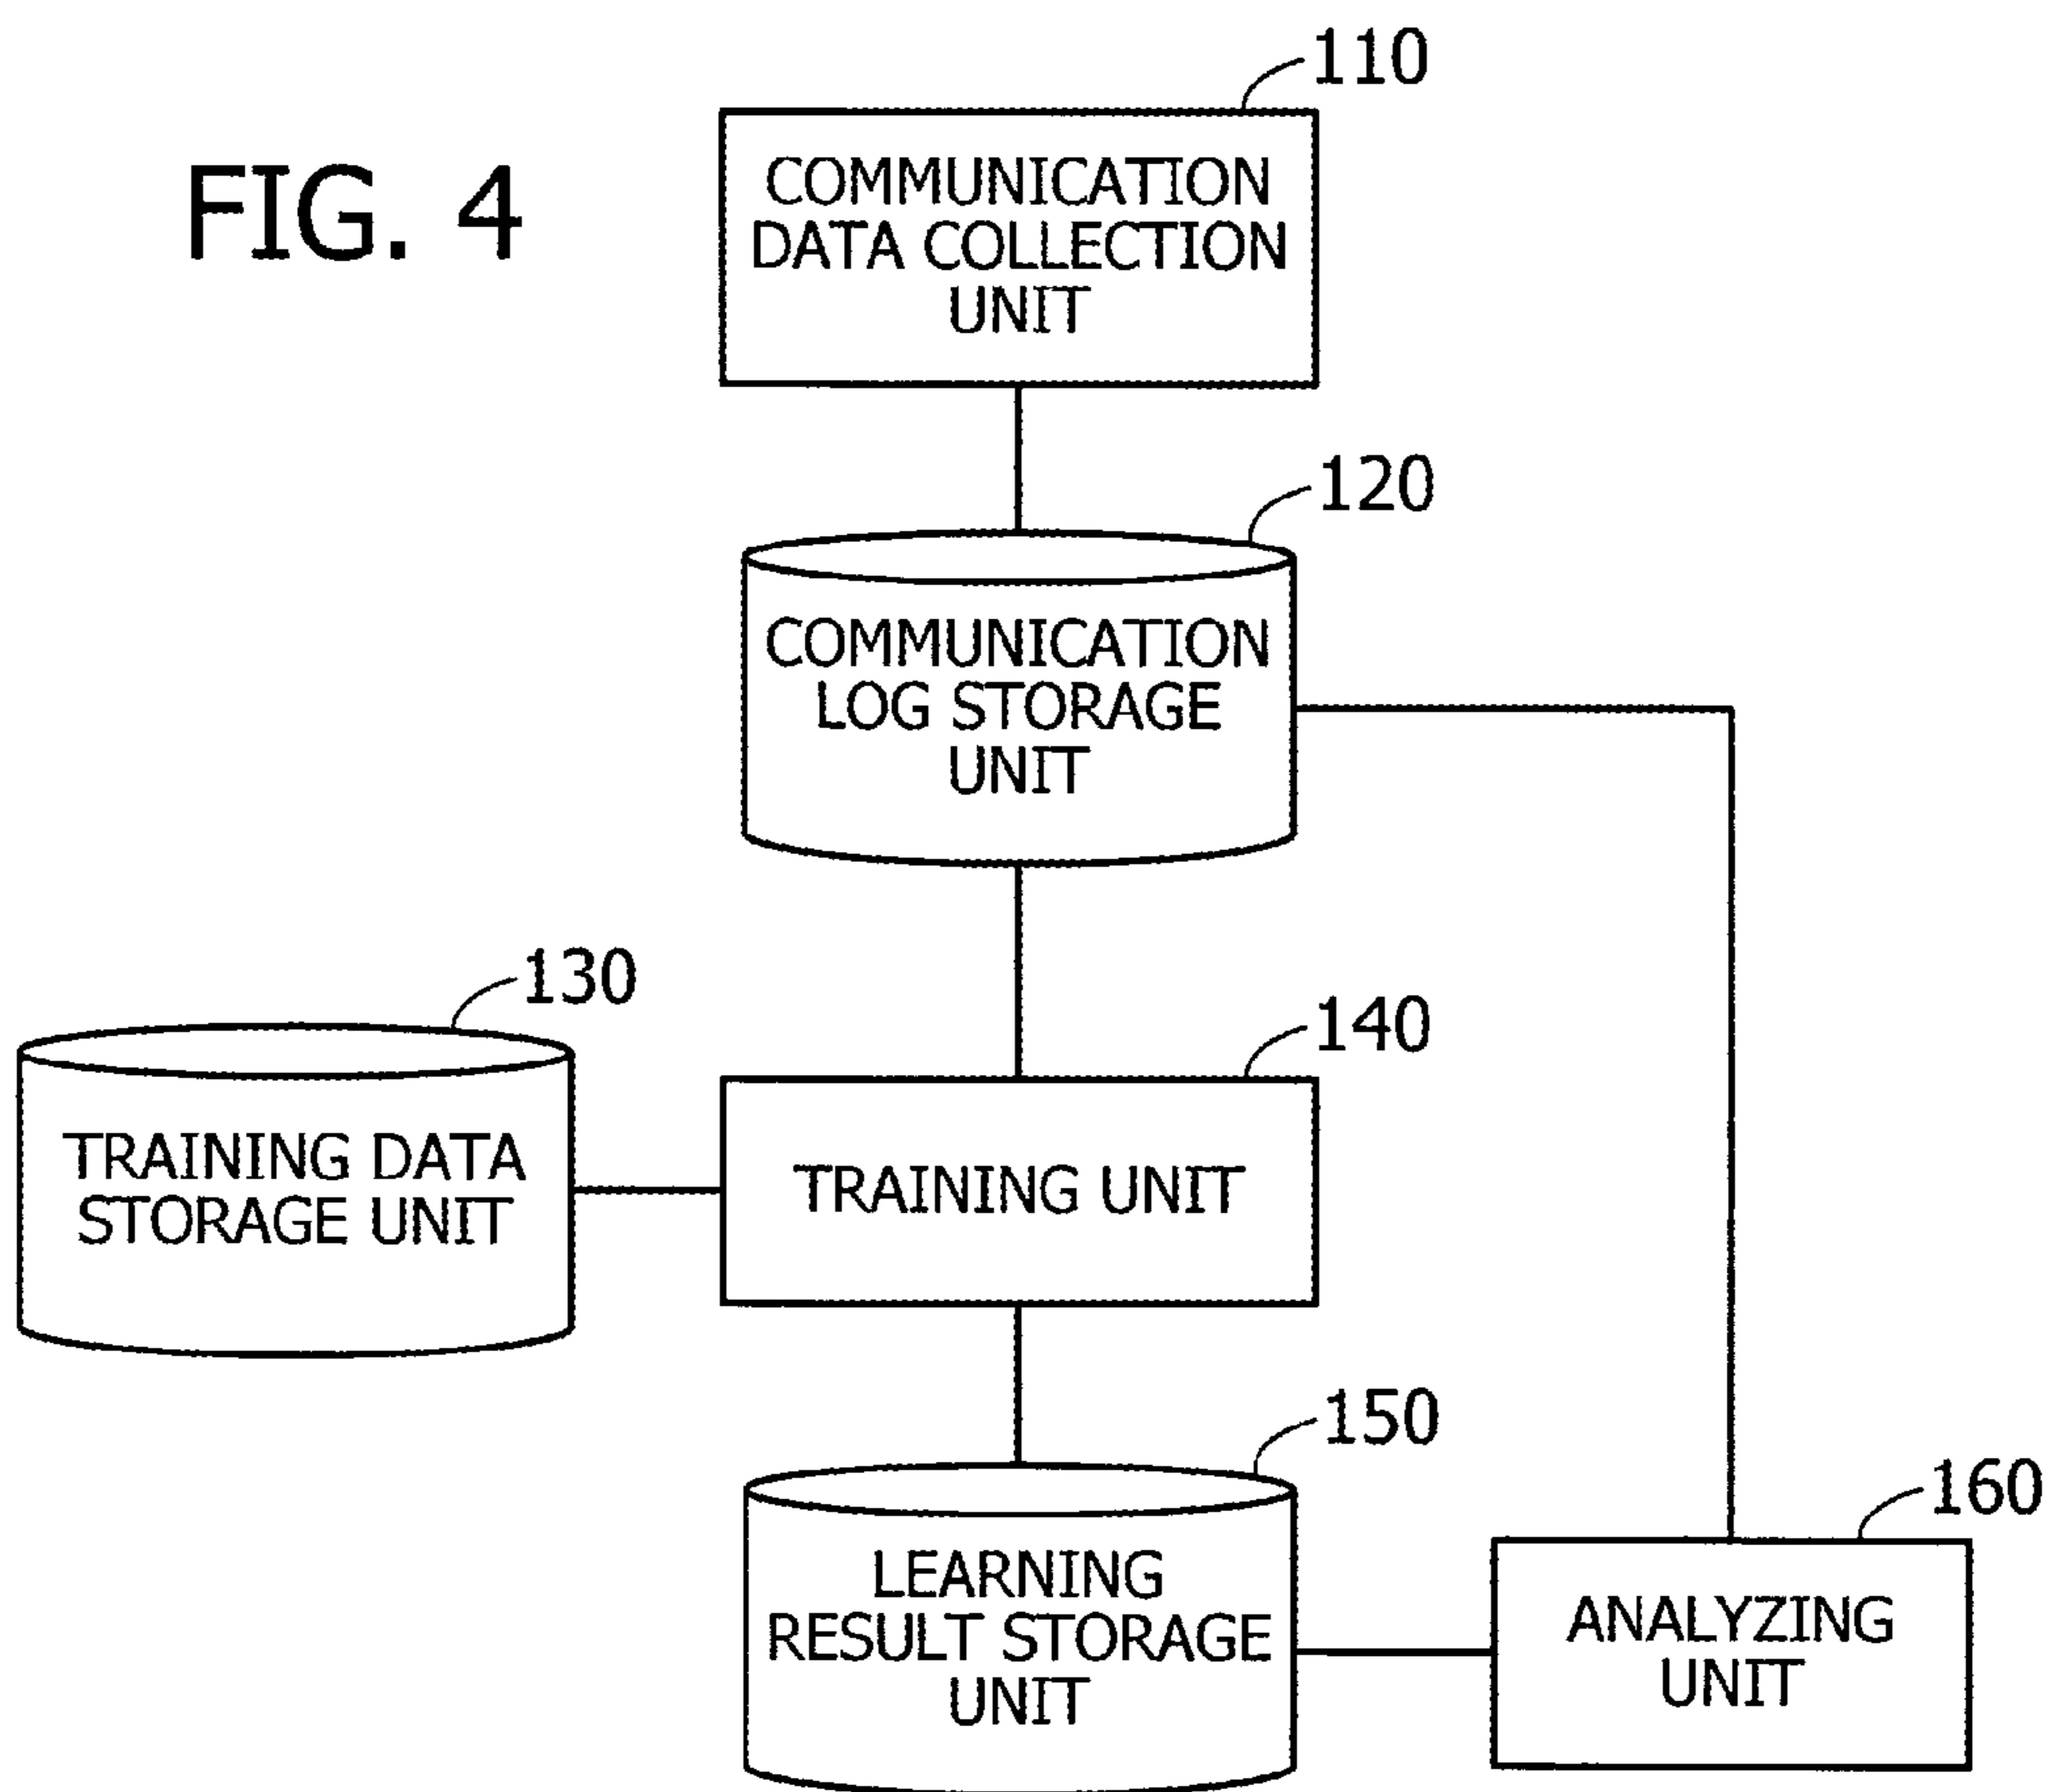 FIG. 4
110
COMMUNICATION
DATA COLLECTION
UNIT
120
COMMUNICATION
LOG STORAGE
UNIT
130
TRAINING DATA
STORAGE UNIT
140
TRAINING UNIT
150
LEARNING
RESULT STORAGE
UNIT
160
ANALYZING
UNIT